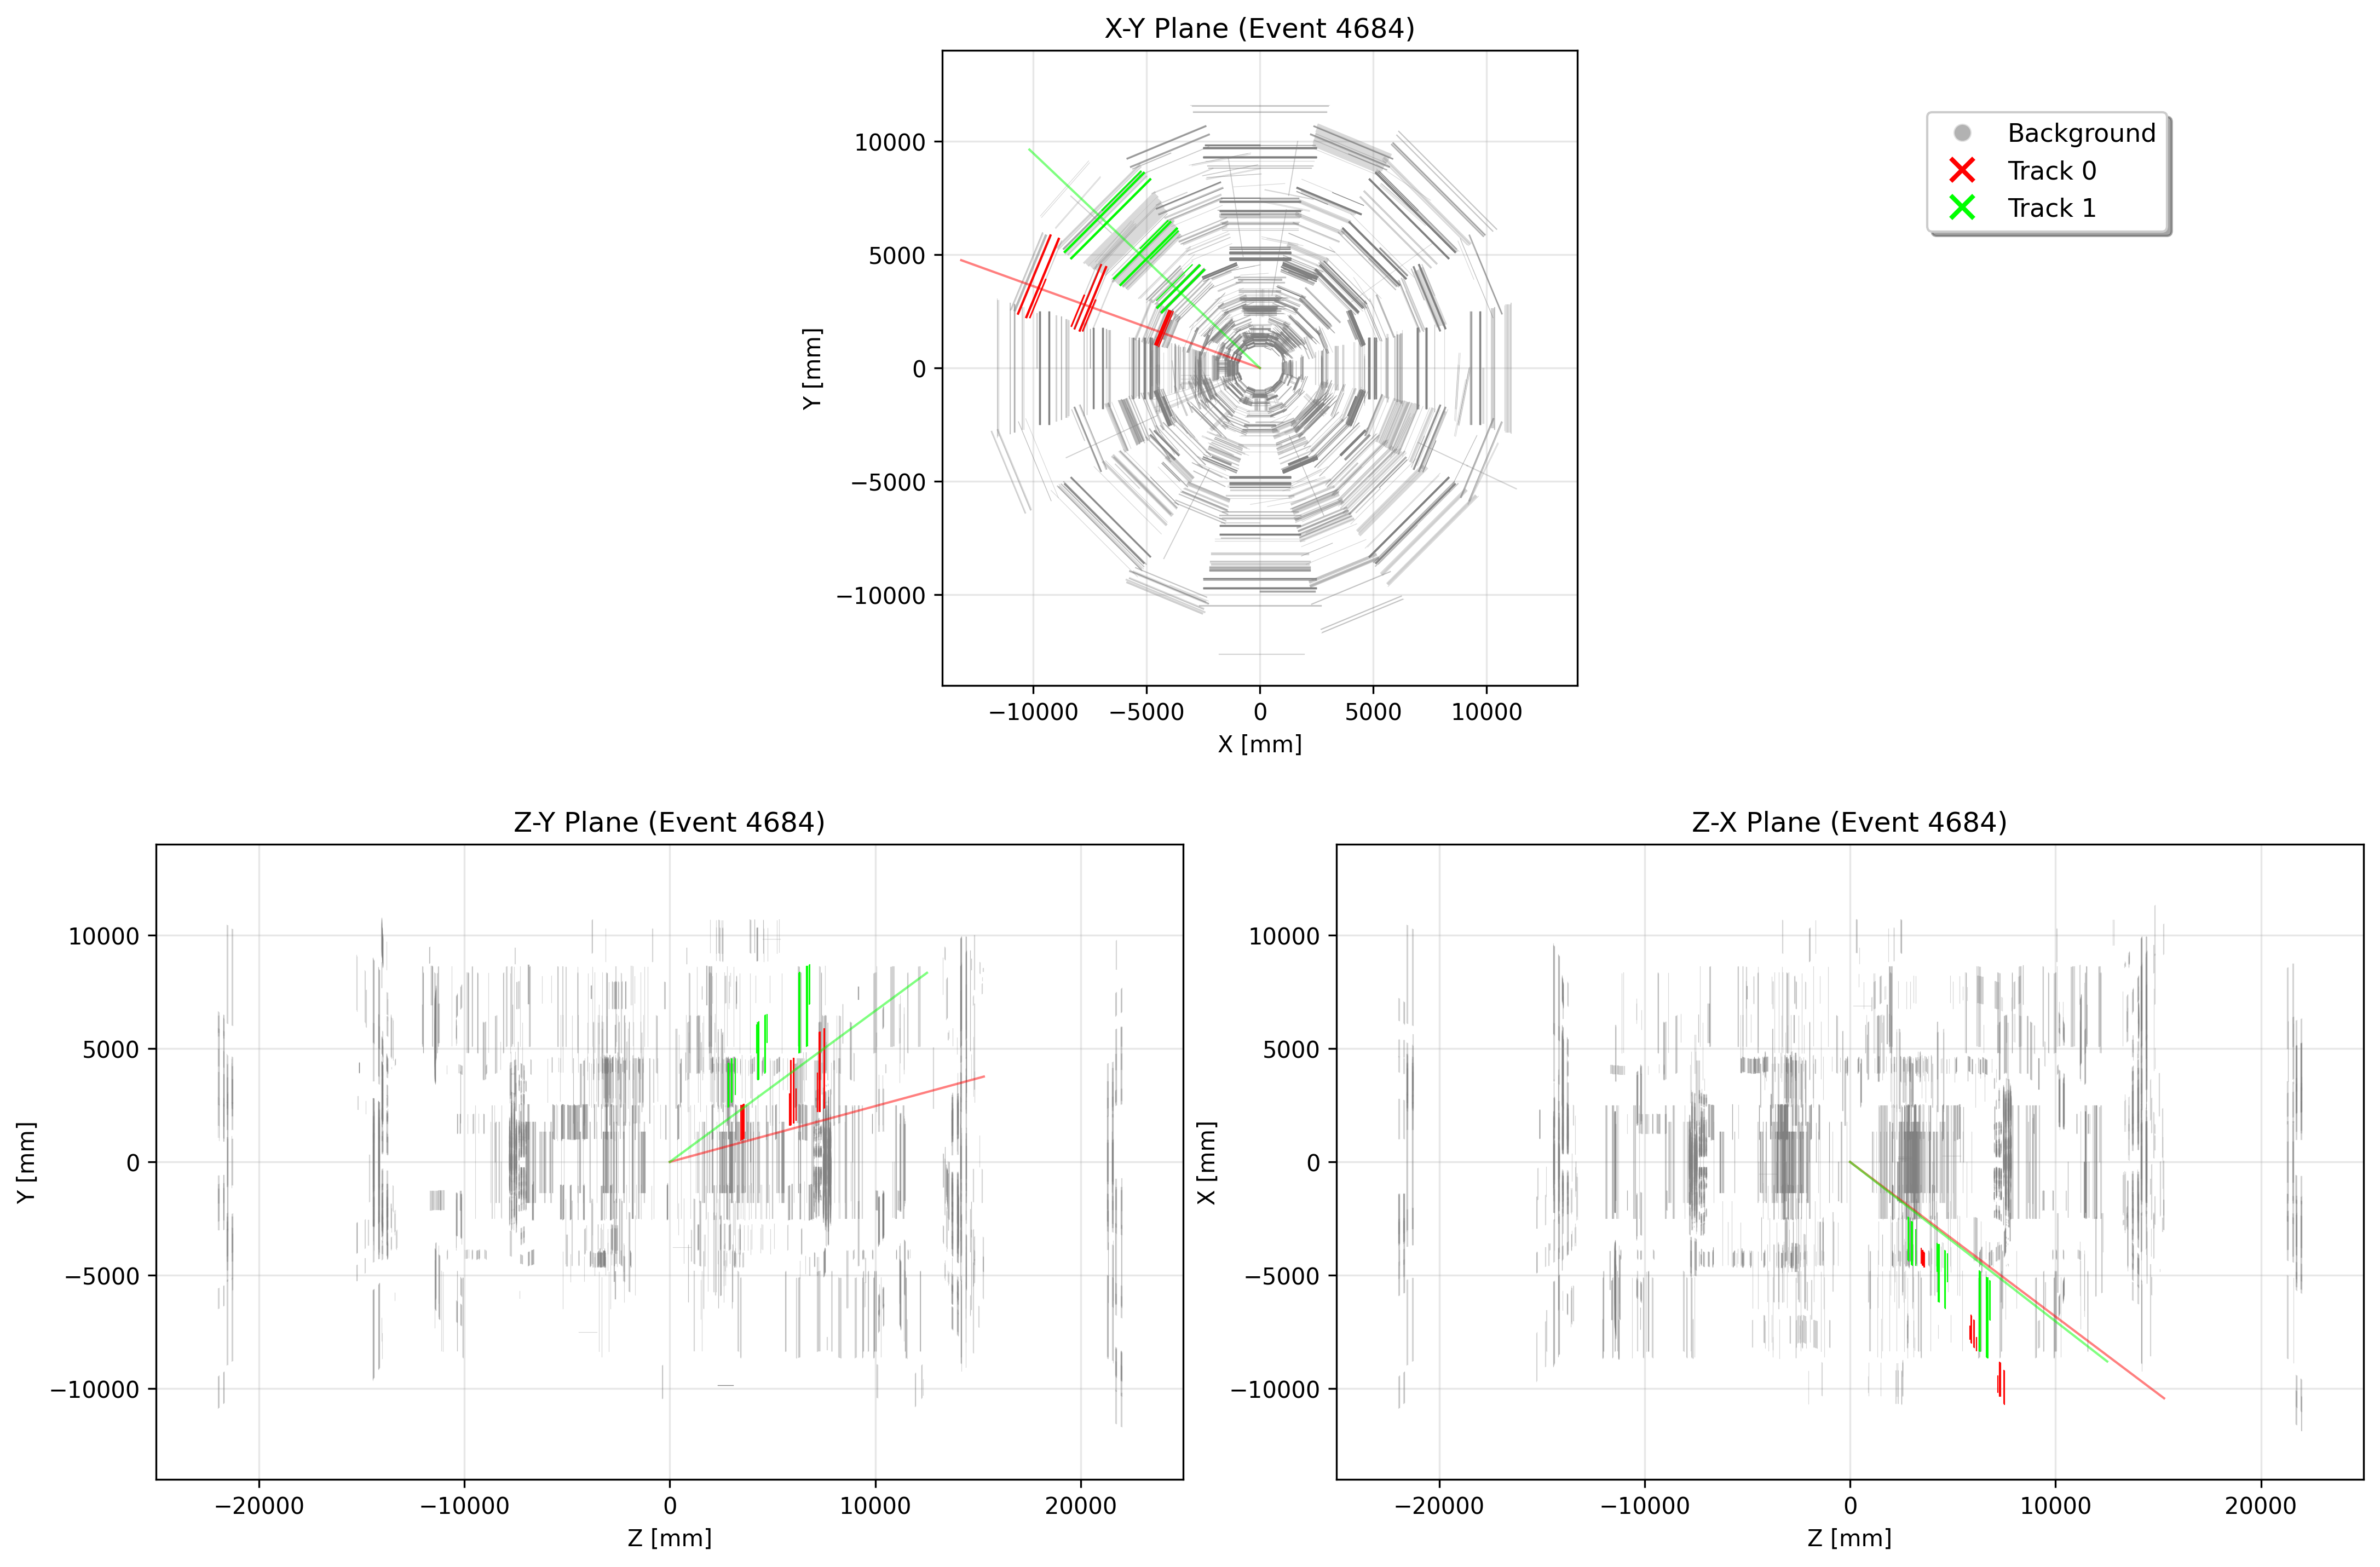 X-Y Plane (Event 4684)
Background
Track 0
Track 1
10000
5000
0
−5000
−10000
Y [mm]
−10000 −5000 0 5000 10000
X [mm]
Z-Y Plane (Event 4684)
10000
5000
0
−5000
−10000
Y [mm]
−20000 −10000 0 10000 20000
Z [mm]
Z-X Plane (Event 4684)
10000
5000
0
−5000
−10000
X [mm]
−20000 −10000 0 10000 20000
Z [mm]